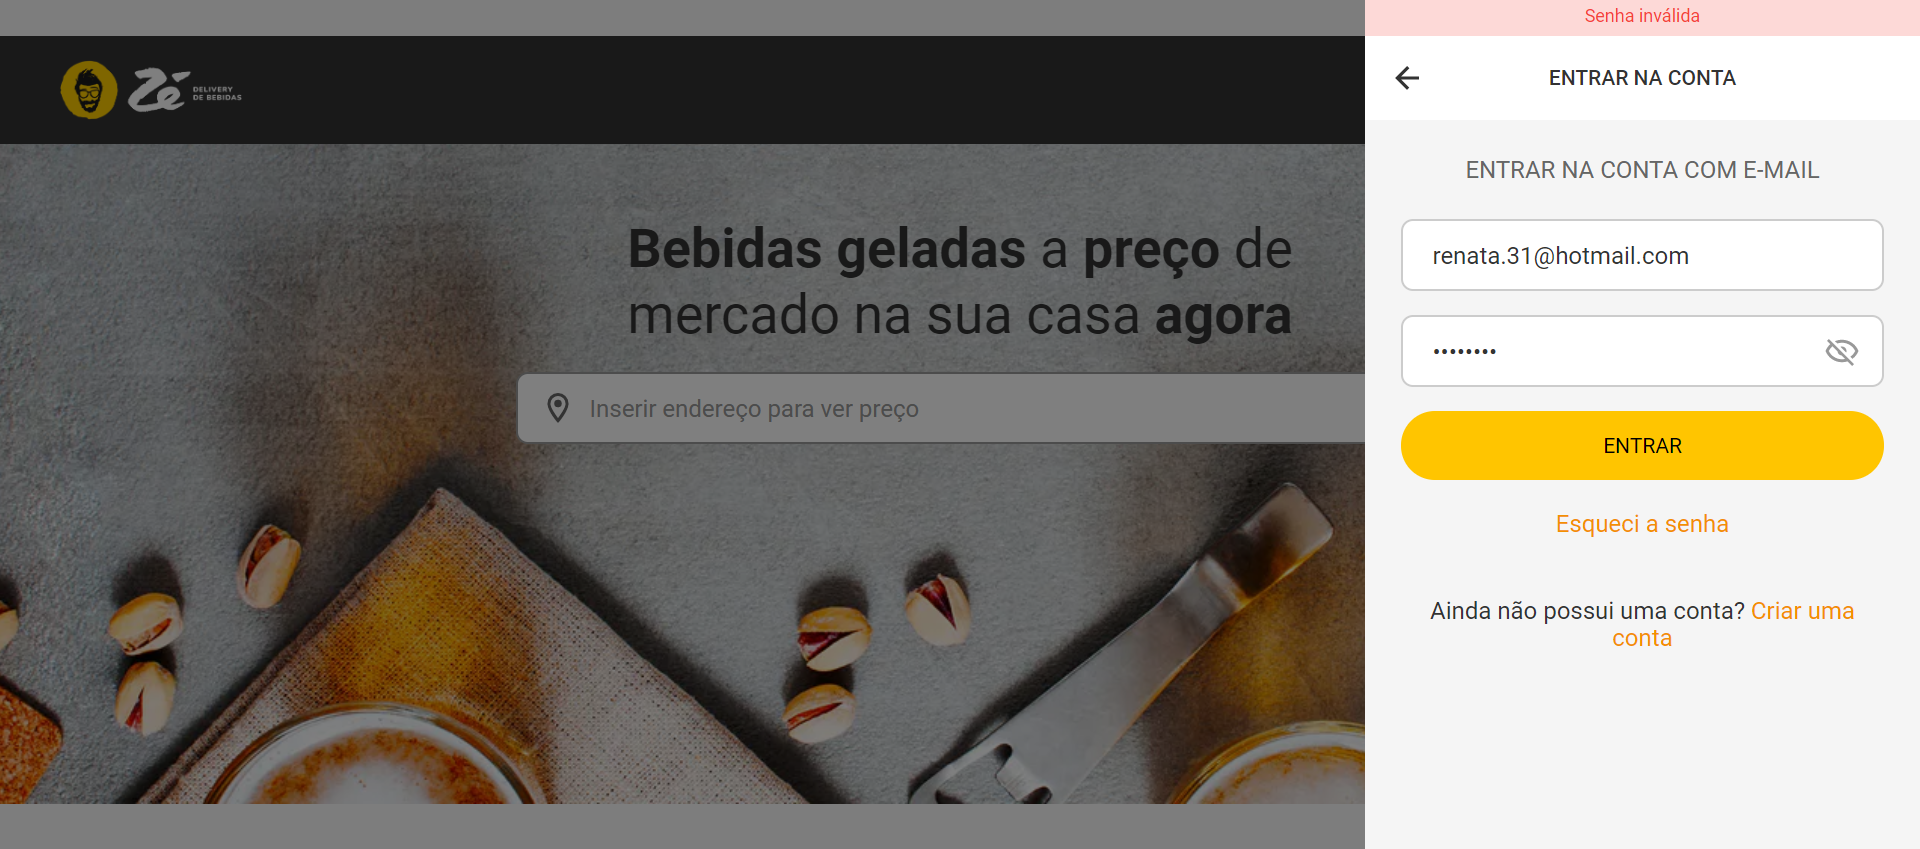 Senha inválida
ENTRAR NA CONTA
Zé
DELIVERY
DE BEBIDAS
Bebidas geladas a preço de
mercado na sua casa agora
Inserir endereço para ver preço
ENTRAR NA CONTA COM E-MAIL
renata.31@hotmail.com
••••••••
ENTRAR
Esqueci a senha
Ainda não possui uma conta? Criar uma
conta